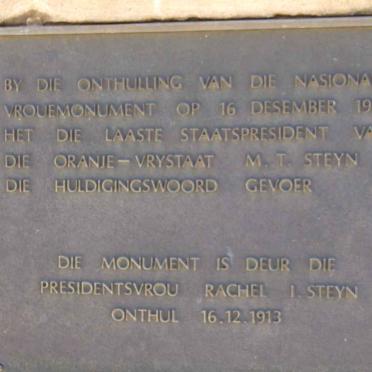 BY DIE ONTHULLING VAN DIE NASIONA
VROUEMONUMENT OP 16 DESEMBER 19
HET DIE LAASTE STAATSPRESIDENT VA
DIE ORANJE-VRYSTAAT M.T. STEYN
DIE HULDIGINGSWOORD GEVOER
DIE MONUMENT IS DEUR DIE
PRESIDENTSVROU RACHEL I. STEYN
ONTHUL 16.12.1913